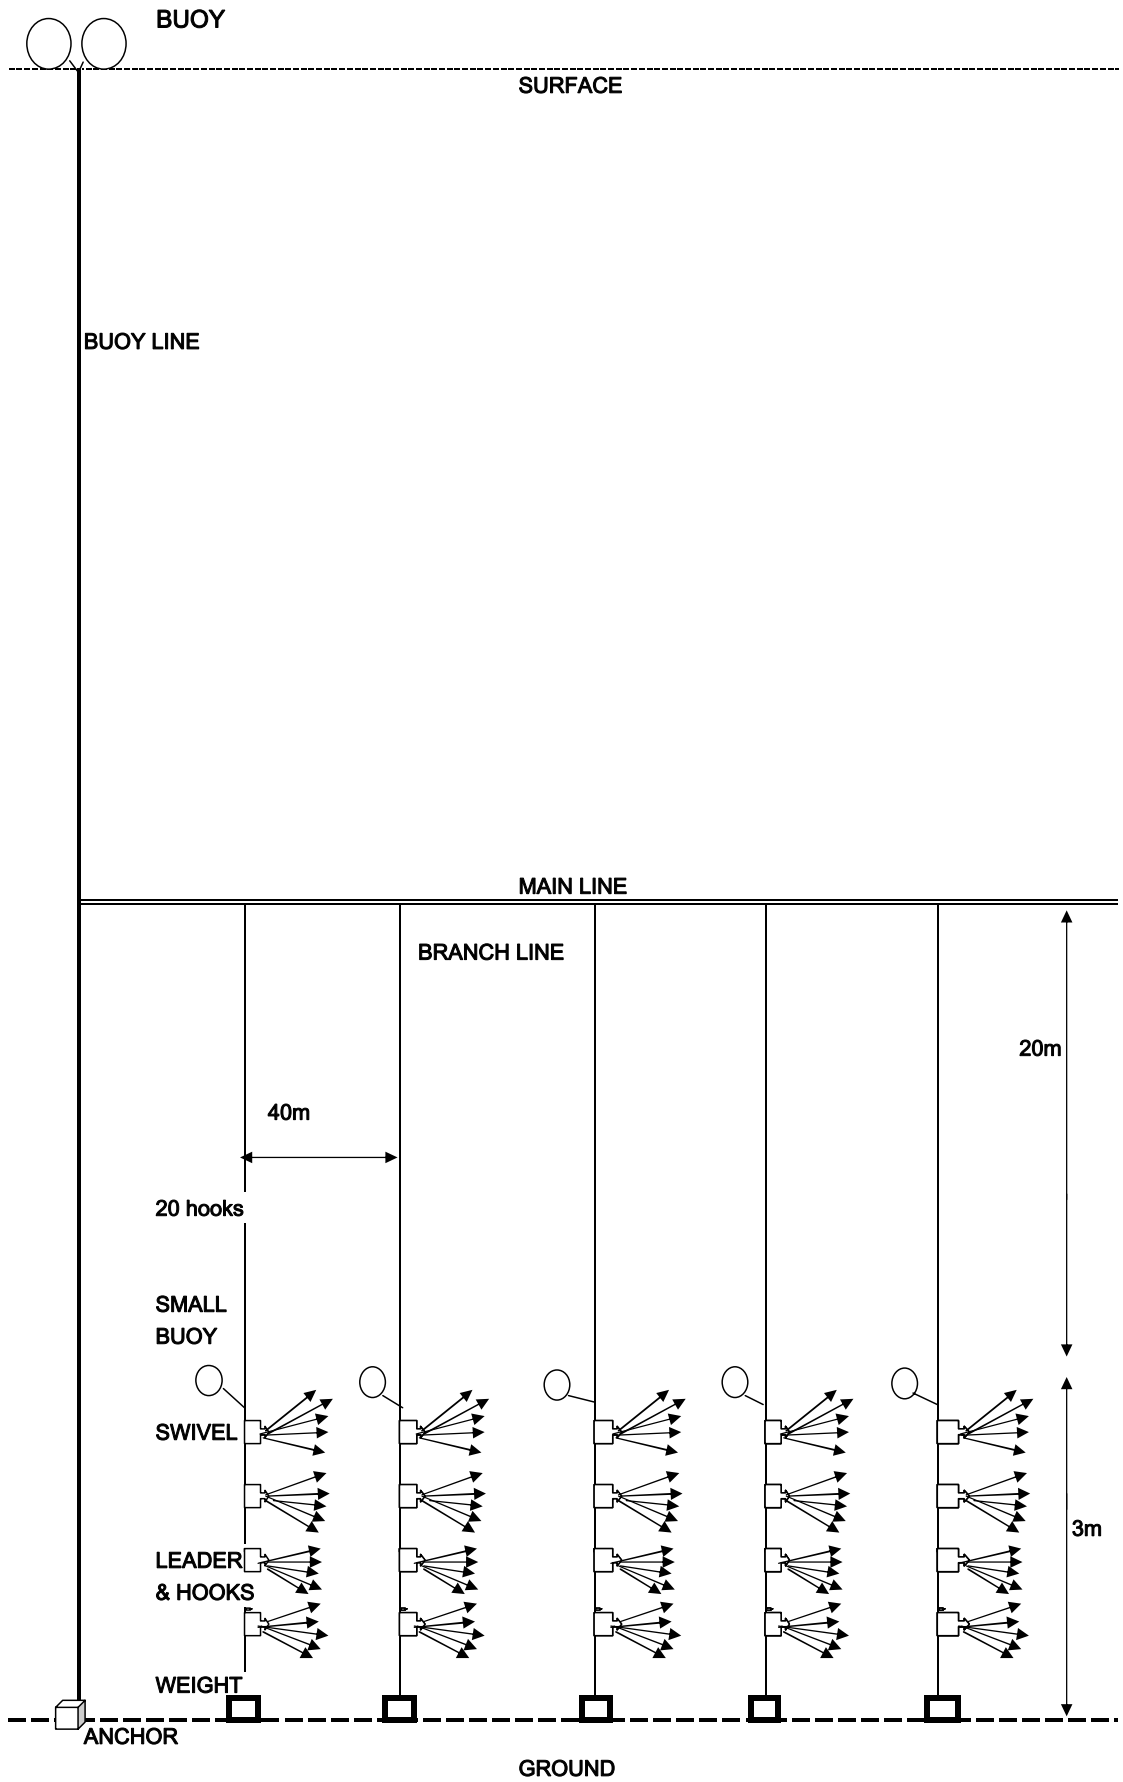 BUOY
SURFACE
BUOY LINE
MAIN LINE
BRANCH LINE
20m
40m
20 hooks
SMALL
BUOY
SWIVEL
3m
LEADER
& HOOKS
WEIGHT
ANCHOR
GROUND